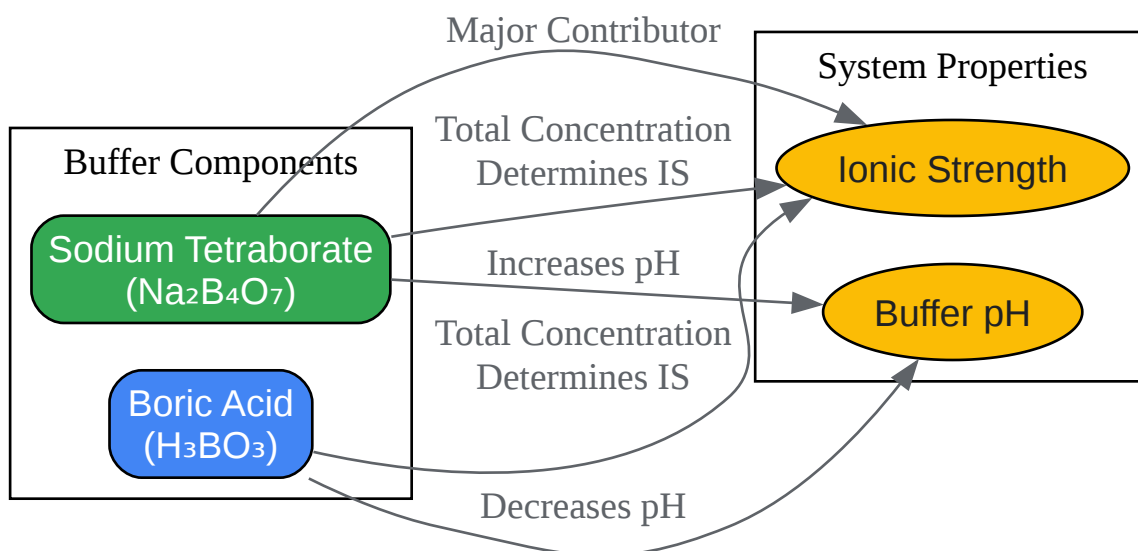 Major Contributor
System Properties
Total Concentration
Determines IS
Buffer Components
Ionic Strength
Sodium Tetraborate
(Na₂B₄O₇)
Increases pH
Buffer pH
Total Concentration
Determines IS
Boric Acid
(H₃BO₃)
Decreases pH